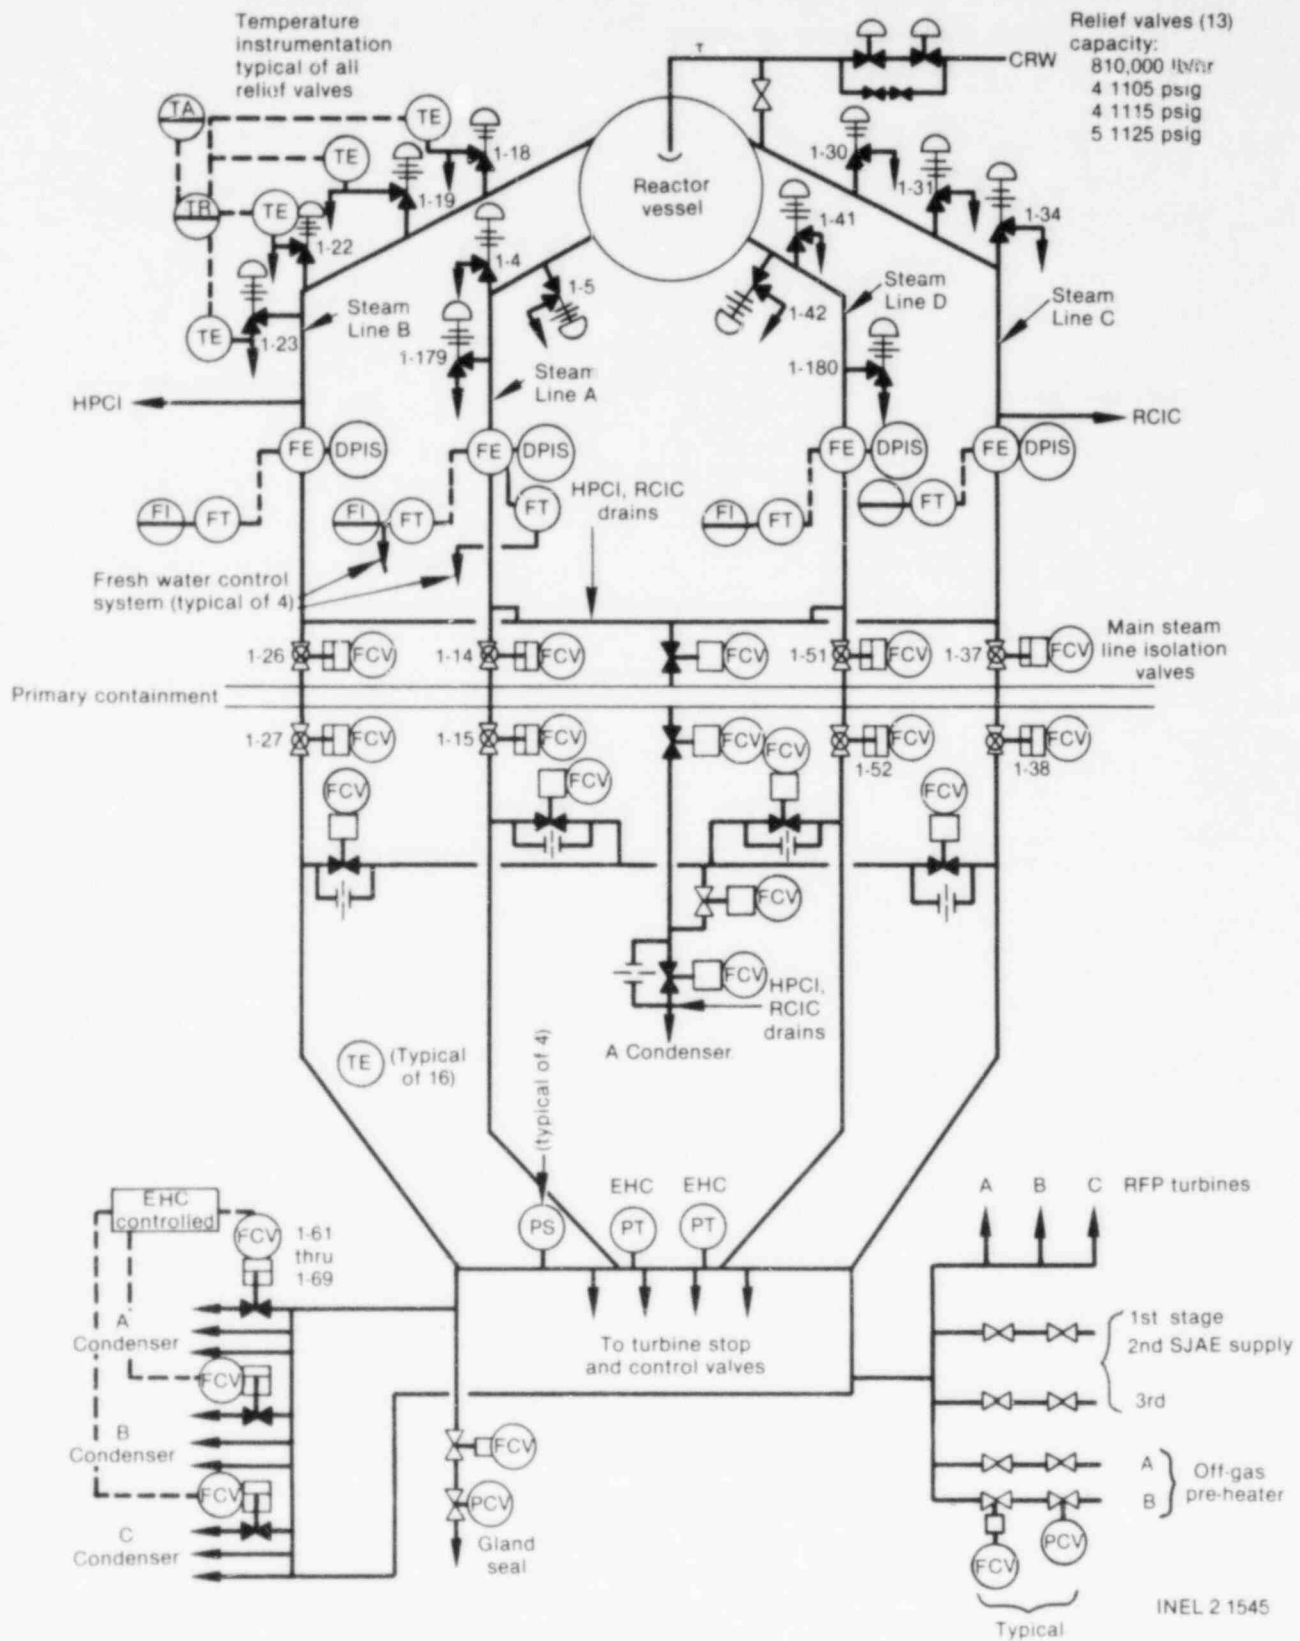 Temperature
instrumentation
typical of all
relief valves
Relief valves (13)
capacity:
810,000 lb/hr
4 1105 psig
4 1115 psig
5 1125 psig
CRW
T
TA
TE
1-18
TE
1-19
TR
TE
1-22
TE
1-23
1-4
1-5
1-179
Reactor
vessel
1-30
1-31
1-34
1-41
1-42
1-180
Steam
Line B
Steam
Line A
Steam
Line D
Steam
Line C
HPCI
RCIC
FE
DPIS
FE
DPIS
FE
DPIS
FE
DPIS
FI
FT
FI
FT
FT
FI
FT
FT
HPCI, RCIC
drains
Fresh water control
system (typical of 4)
1-26
FCV
1-14
FCV
FCV
1-51
FCV
1-37
FCV
Main steam
line isolation
valves
Primary containment
1-27
FCV
1-15
FCV
FCV
FCV
FCV
1-52
FCV
1-38
FCV
FCV
FCV
FCV
FCV
HPCI,
RCIC
drains
A Condenser
TE
(Typical
of 16)
(typical of 4)
PS
EHC
PT
EHC
PT
A B C RFP turbines
EHC
controlled
FCV
1-61
thru
1-69
A
Condenser
FCV
B
Condenser
FCV
C
Condenser
To turbine stop
and control valves
FCV
PCV
Gland
seal
1st stage
2nd SJAE supply
3rd
A
B
Off-gas
pre-heater
FCV
PCV
Typical
INEL 2 1545